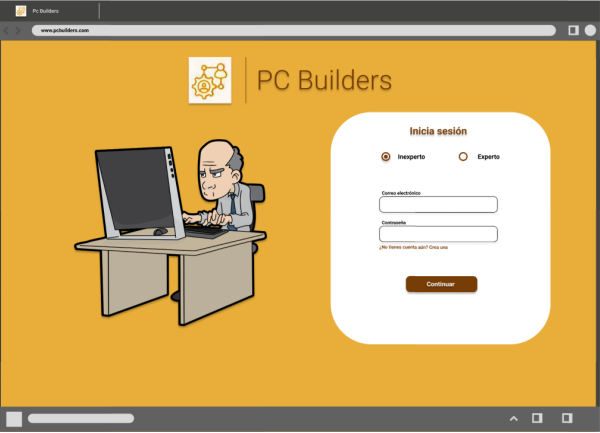 Pc Builders
www.pcbuilders.com
PC Builders
Inicia sesión
Inexperto
Experto
Correo electrónico
Contraseña
¿No tienes cuenta aún? Crea una
Continuar